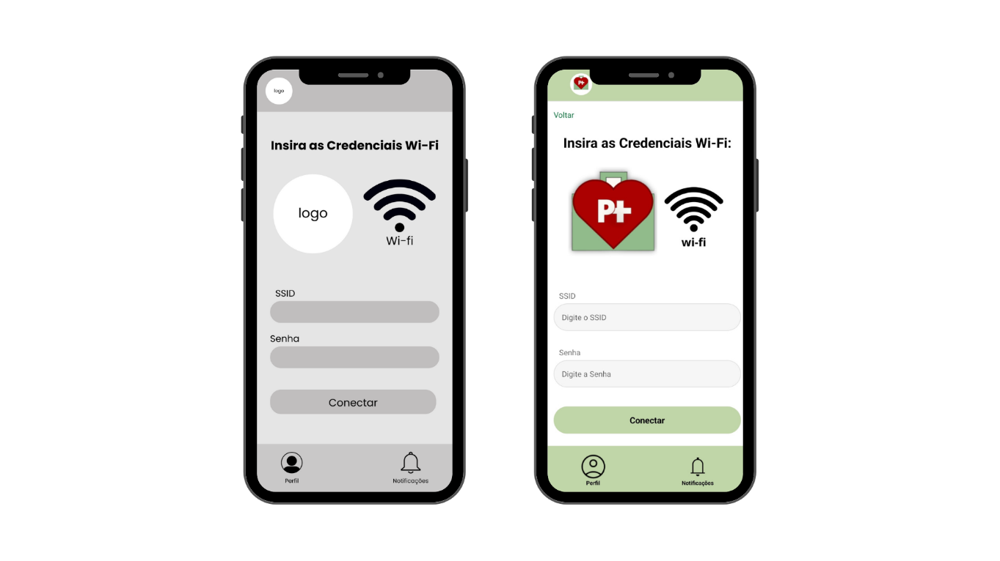 logo
Insira as Credenciais Wi-Fi
logo
Wi-fi
SSID
Senha
Conectar
Perfil
Notificações
P+
Voltar
Insira as Credenciais Wi-Fi:
P+
wi-fi
SSID
Digite o SSID
Senha
Digite a Senha
Conectar
Perfil
Notificações